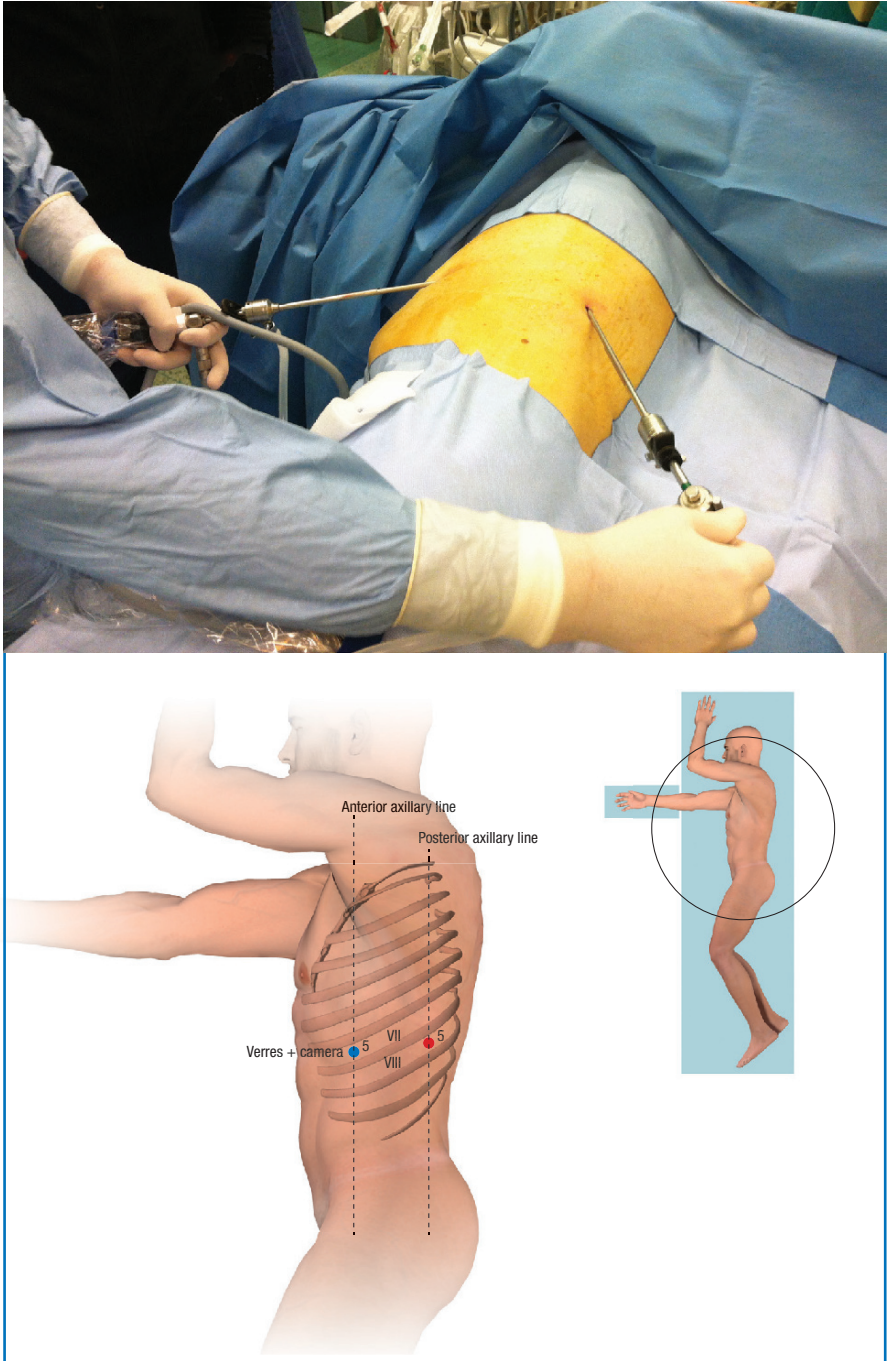 Anterior axillary line
Posterior axillary line
VII
5
5
Verres + camera
VIII